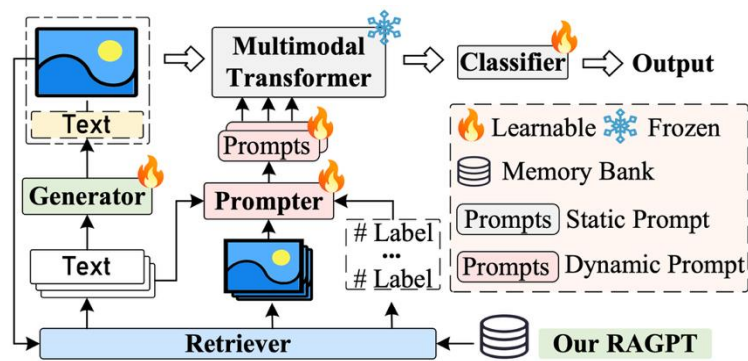 Multimodal
Transformer
Classifier
Output
Text
Prompts
Learnable
Frozen
Generator
Prompter
Memory Bank
Text
# Label
...
# Label
Prompts
Static Prompt
Prompts
Dynamic Prompt
Retriever
Our RAGPT